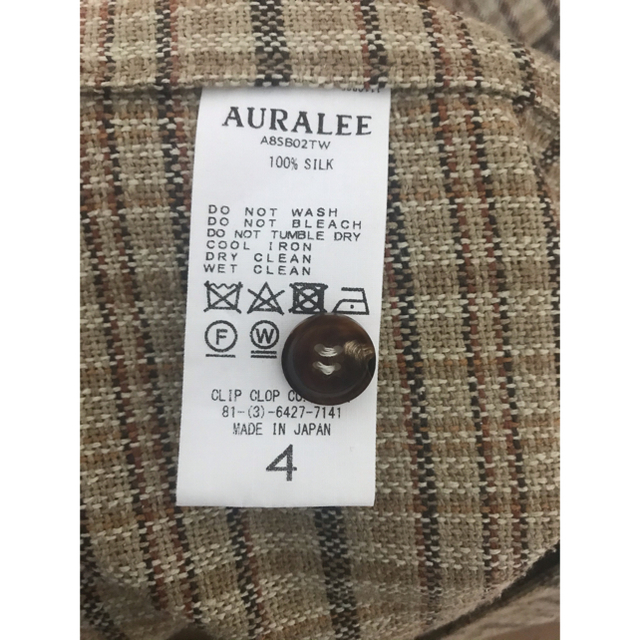 AURALEE
A8SB02TW
100% SILK
DO NOT WASH
DO NOT BLEACH
DO NOT TUMBLE DRY
COOL IRON
DRY CLEAN
WET CLEAN
F W
CLIP CLOP
81-(3)-6427-7141
MADE IN JAPAN
4